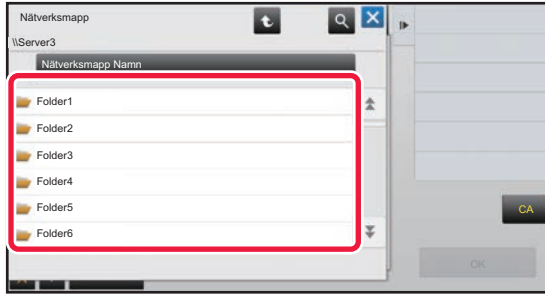 Nätverksmapp
\\Server3
Nätverksmapp Namn
Folder1
Folder2
Folder3
Folder4
Folder5
Folder6
CA
OK